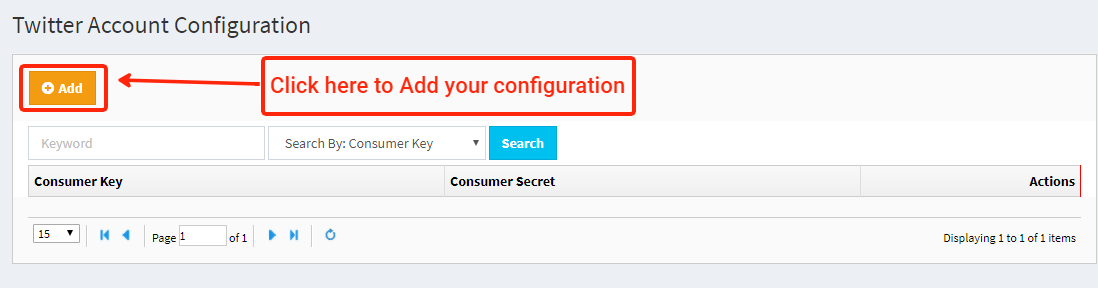 Twitter Account Configuration
Add
Click here to Add your configuration
Keyword
Search By: Consumer Key
Search
Consumer Key Consumer Secret Actions
15 Page 1 of 1 Displaying 1 to 1 of 1 items